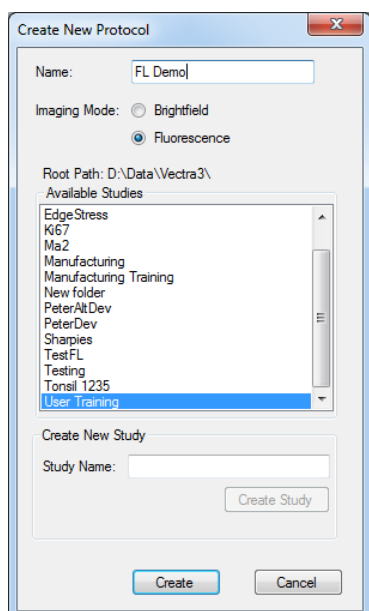 Create New Protocol
Name: FL Demo
Imaging Mode: Brightfield
Fluorescence
Root Path: D:\Data\Vectra3\
Available Studies
EdgeStress
Ki67
Ma2
Manufacturing
Manufacturing Training
New folder
PeterAltDev
PeterDev
Sharpies
TestFL
Testing
Tonsil 1235
User Training
Create New Study
Study Name:
Create Study
Create Cancel